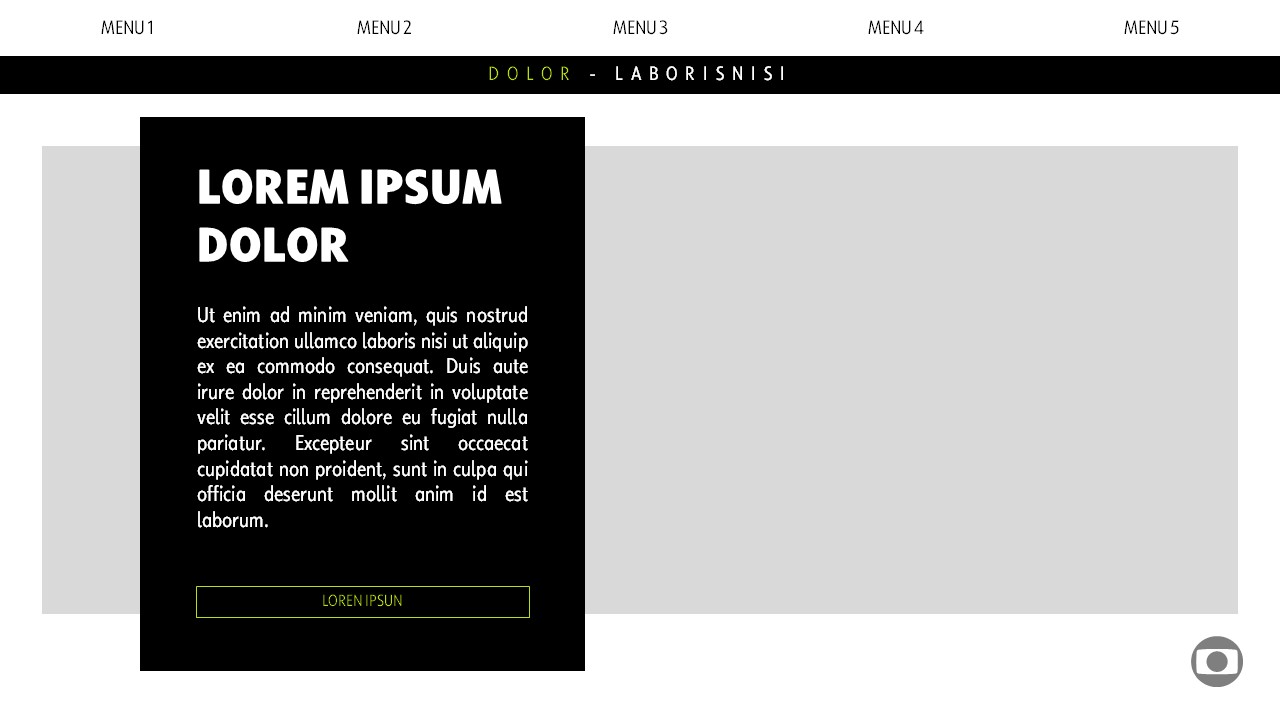 MENU 1 MENU 2 MENU 3 MENU 4 MENU 5
DOLOR - LABORISNISI
LOREM IPSUM
DOLOR
Ut enim ad minim veniam, quis nostrud
exercitation ullamco laboris nisi ut aliquip
ex ea commodo consequat. Duis aute
irure dolor in reprehenderit in voluptate
velit esse cillum dolore eu fugiat nulla
pariatur. Excepteur sint occaecat
cupidatat non proident, sunt in culpa qui
officia deserunt mollit anim id est
laborum.
LOREN IPSUN